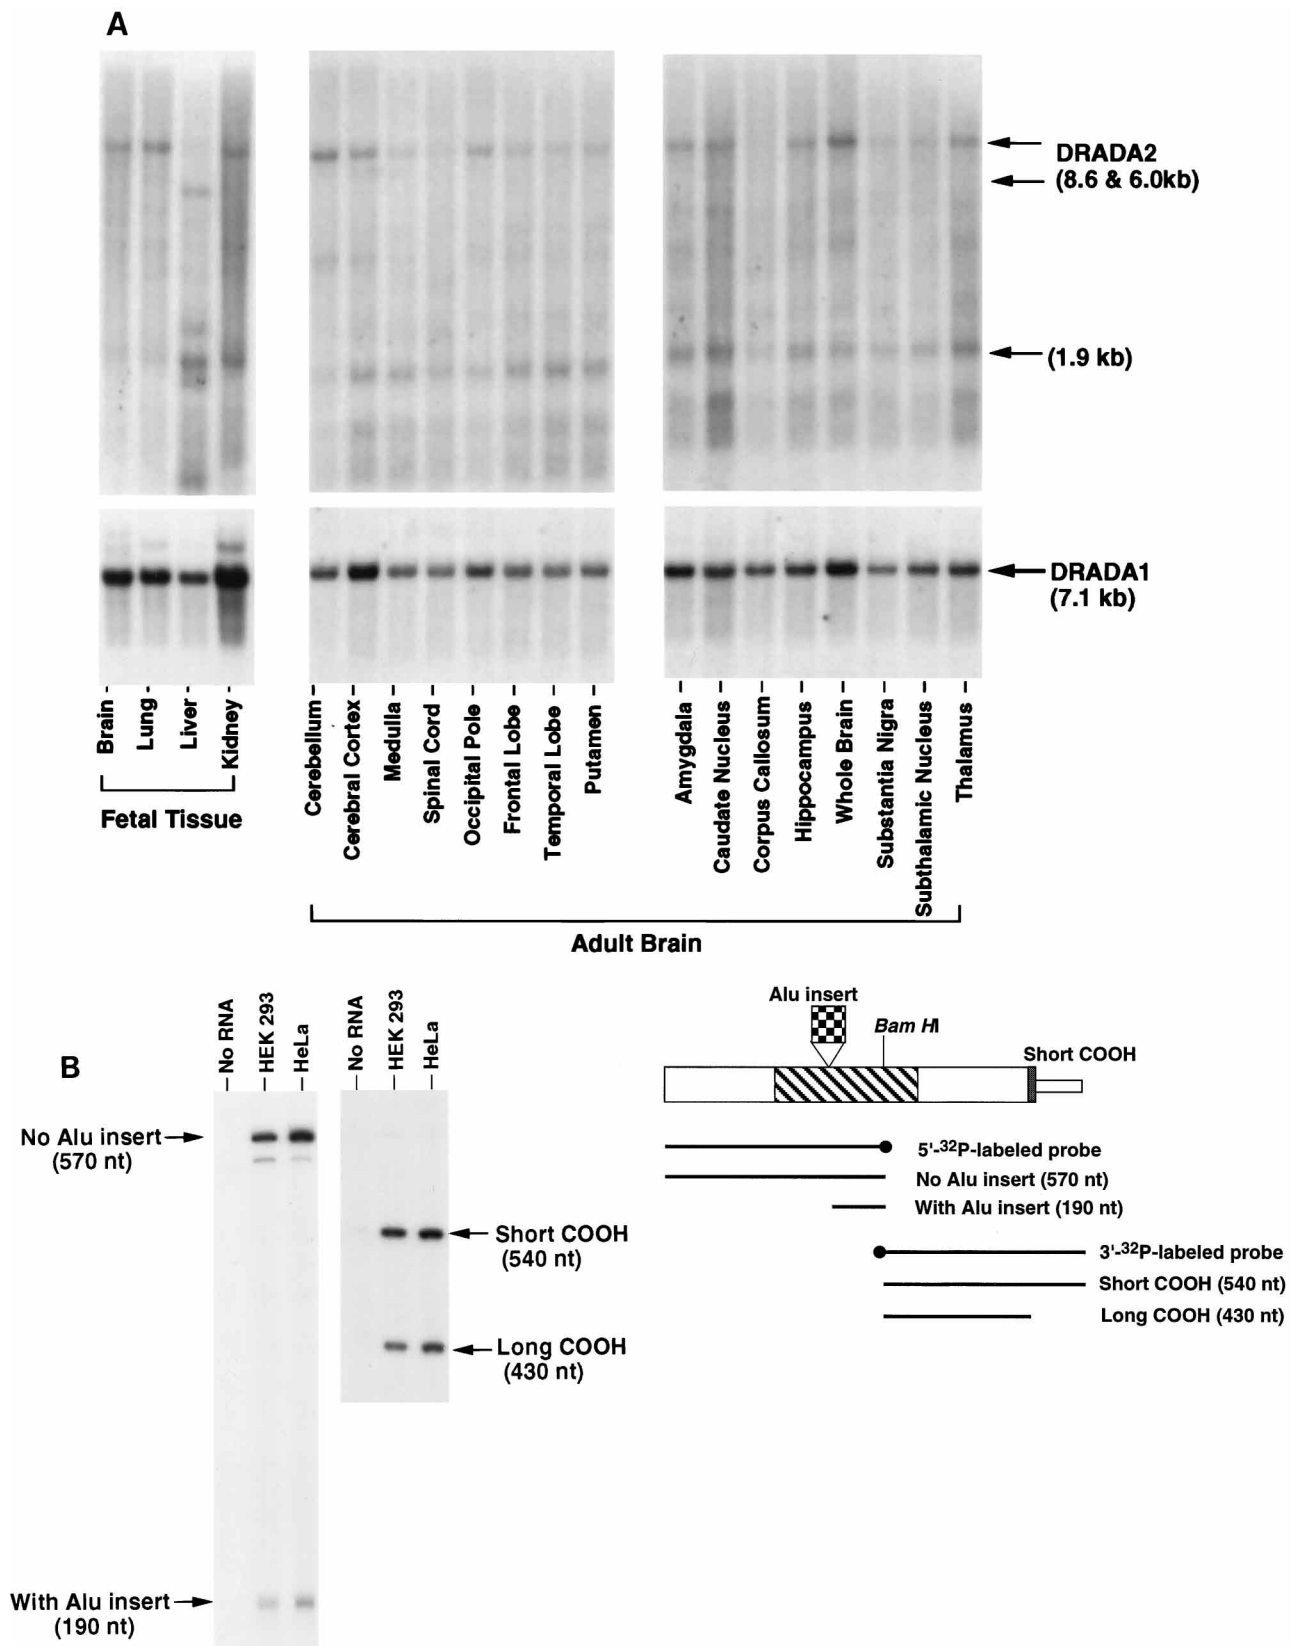 A
DRADA2
(8.6 & 6.0kb)
(1.9 kb)
DRADA1
(7.1 kb)
Brain
Lung
Liver
Kidney
Fetal Tissue
Cerebellum
Cerebral Cortex
Medulla
Spinal Cord
Occipital Pole
Frontal Lobe
Temporal Lobe
Putamen
Amygdala
Caudate Nucleus
Corpus Callosum
Hippocampus
Whole Brain
Substantia Nigra
Subthalamic Nucleus
Thalamus
Adult Brain
B
No RNA
HEK 293
HeLa
No RNA
HEK 293
HeLa
No Alu insert
(570 nt)
Short COOH
(540 nt)
Long COOH
(430 nt)
With Alu insert
(190 nt)
Alu insert
Bam HI
Short COOH
5'-32P-labeled probe
No Alu insert (570 nt)
With Alu insert (190 nt)
3'-32P-labeled probe
Short COOH (540 nt)
Long COOH (430 nt)